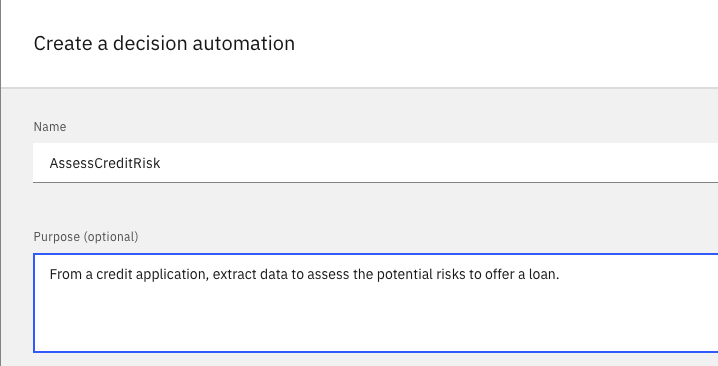 Create a decision automation
Name
AssessCreditRisk
Purpose (optional)
From a credit application, extract data to assess the potential risks to offer a loan.